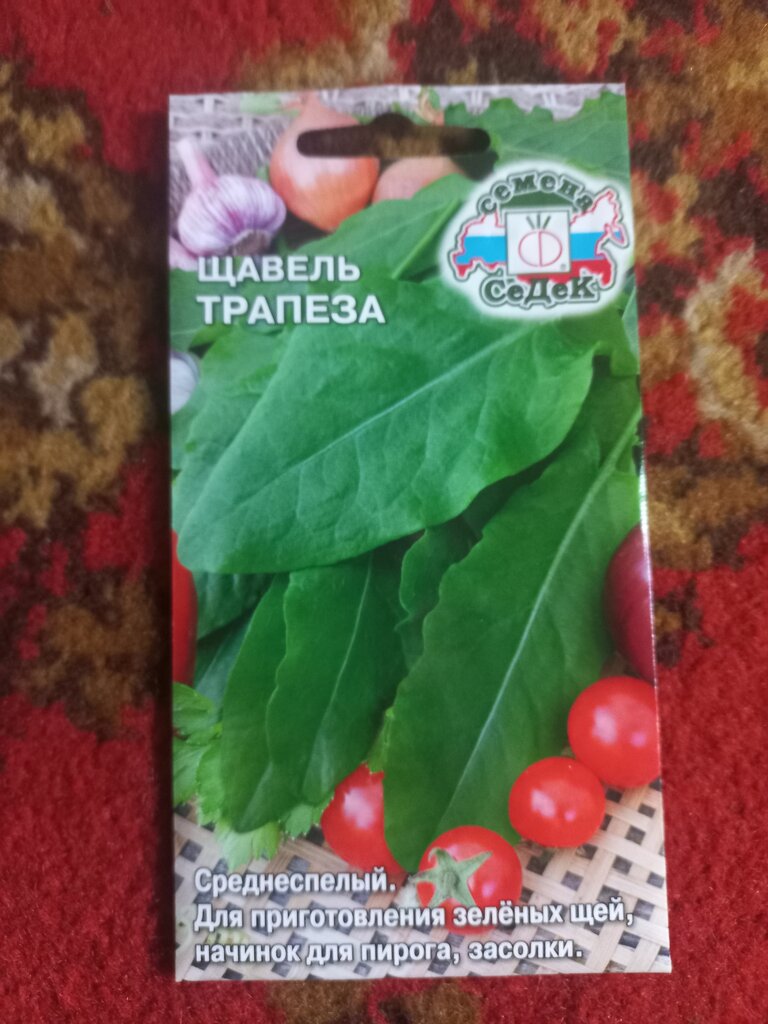 семена
СеДеК
ЩАВЕЛЬ
ТРАПЕЗА
Среднеспелый.
Для приготовления зелёных щей,
начинок для пирога, засолки.